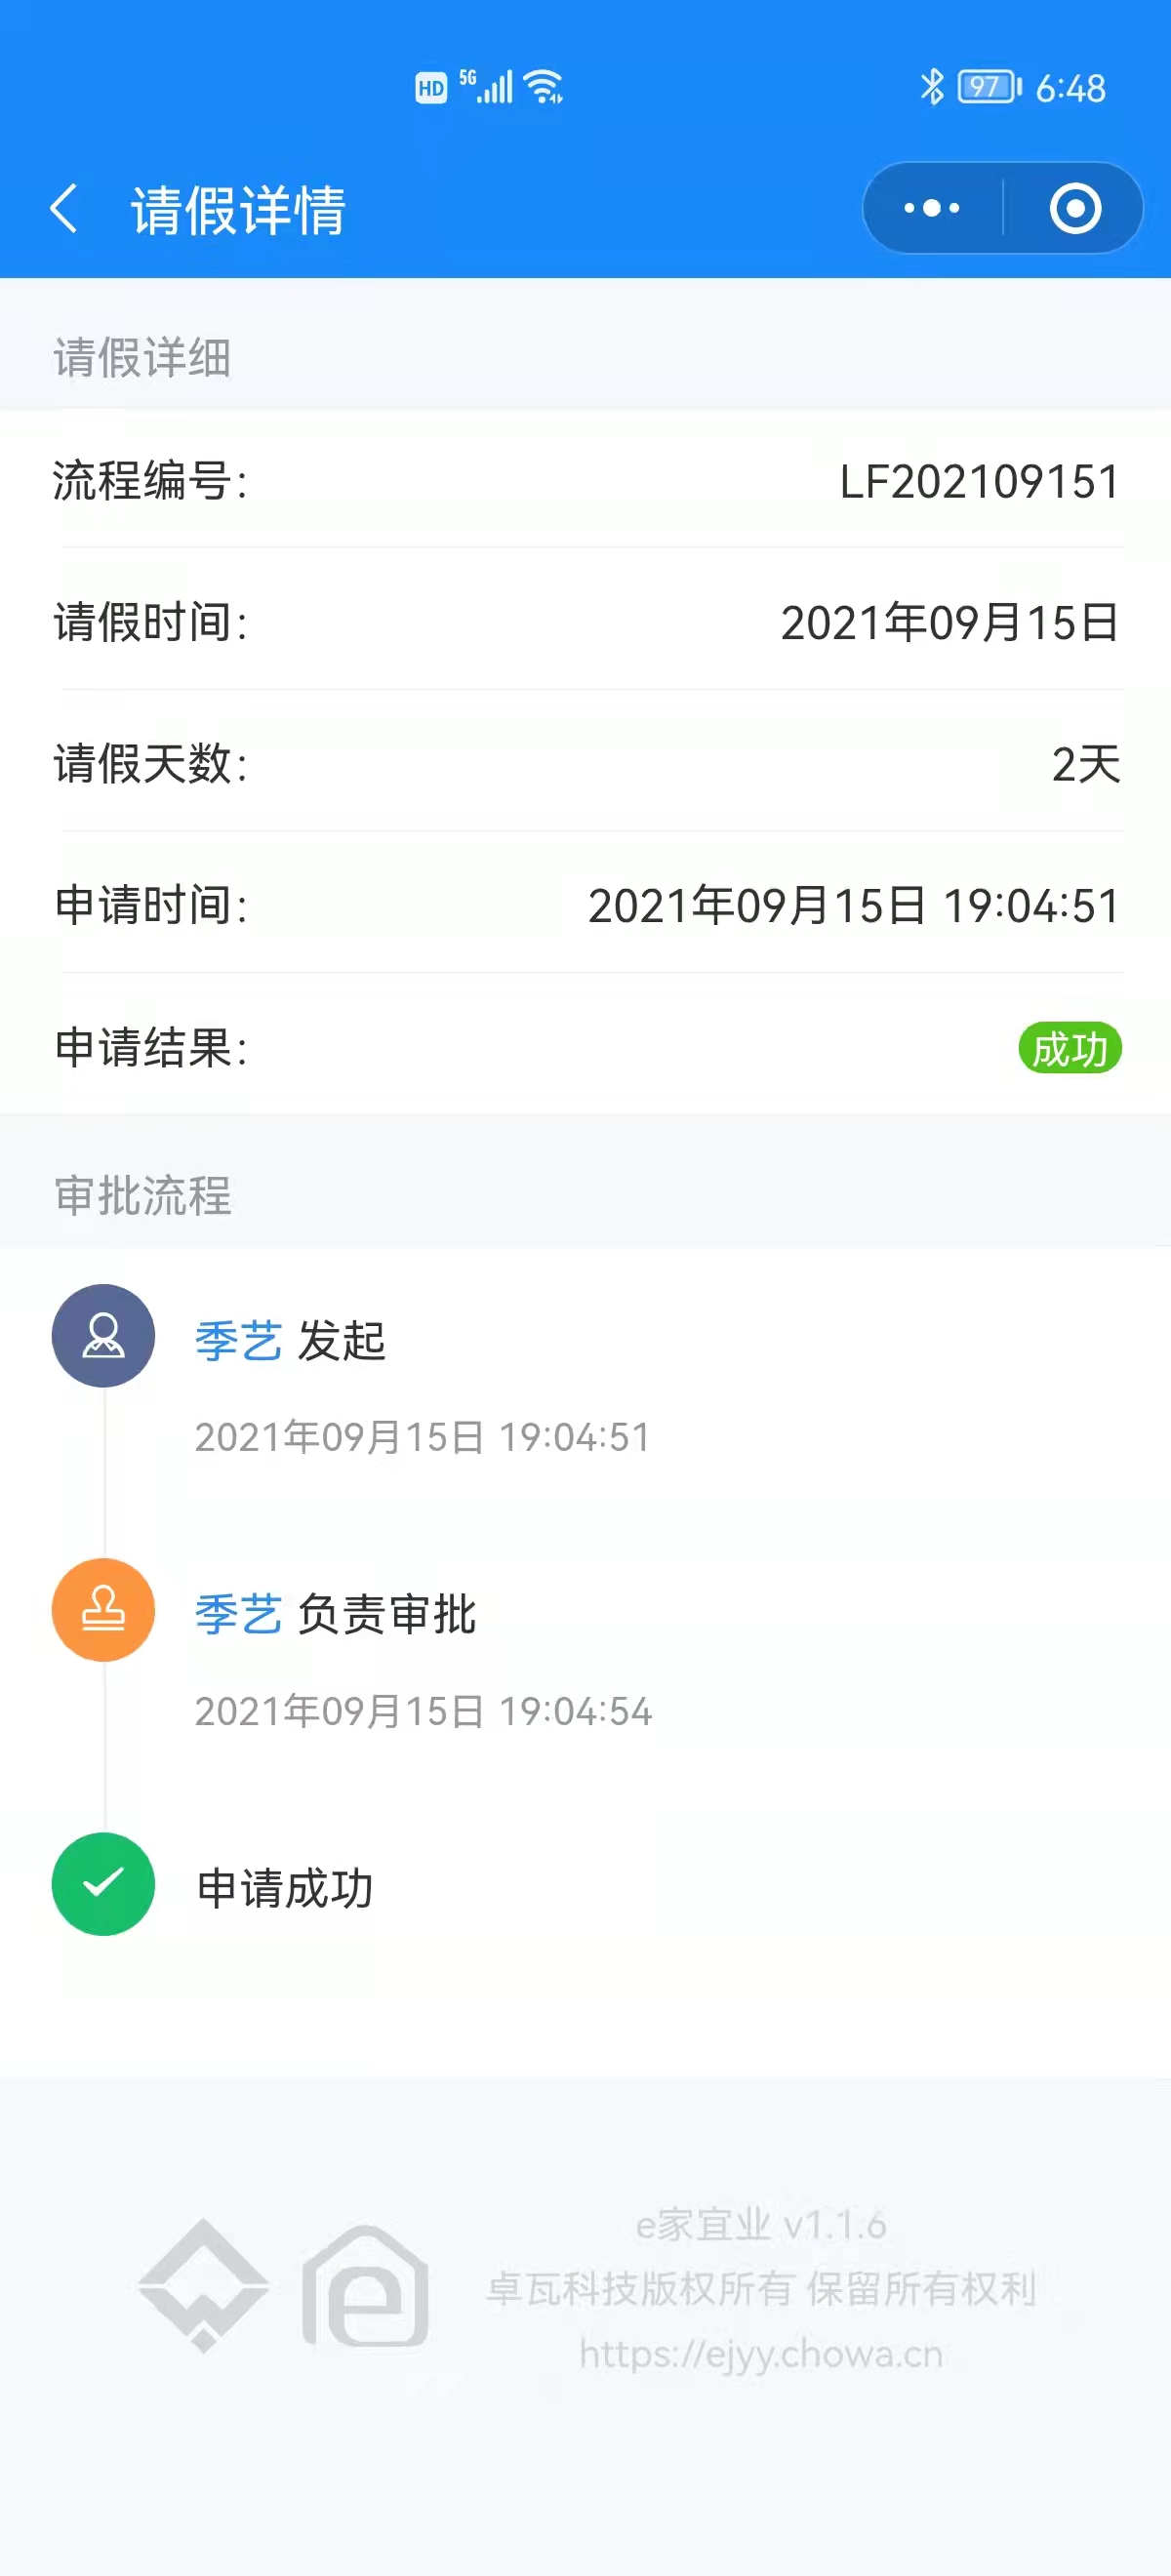 HD 5G 97 6:48
请假详情
请假详细
流程编号: LF202109151
请假时间: 2021年09月15日
请假天数: 2天
申请时间: 2021年09月15日 19:04:51
申请结果: 成功
审批流程
季艺 发起
2021年09月15日 19:04:51
季艺 负责审批
2021年09月15日 19:04:54
申请成功
e家宜业 v1.1.6
卓瓦科技版权所有 保留所有权利
https://ejyy.chowa.cn